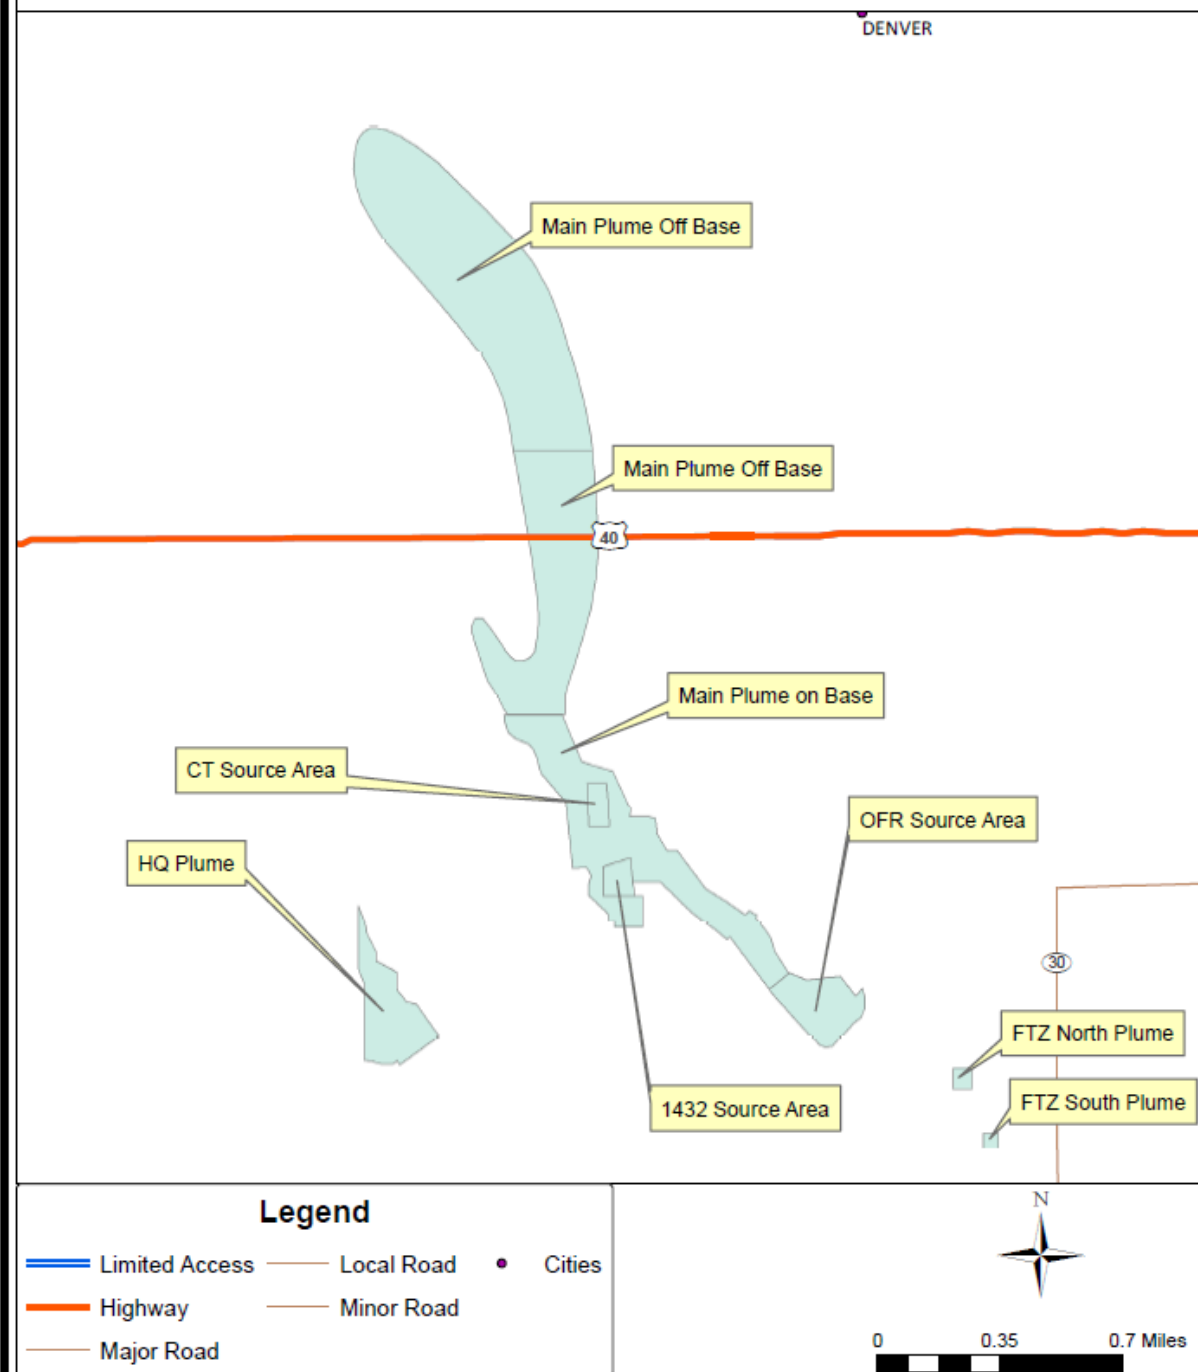 DENVER
Main Plume Off Base
Main Plume Off Base
40
Main Plume on Base
CT Source Area
OFR Source Area
HQ Plume
30
FTZ North Plume
FTZ South Plume
1432 Source Area
Legend
N
Limited Access
Local Road
Cities
Highway
Minor Road
Major Road
0 0.35 0.7 Miles